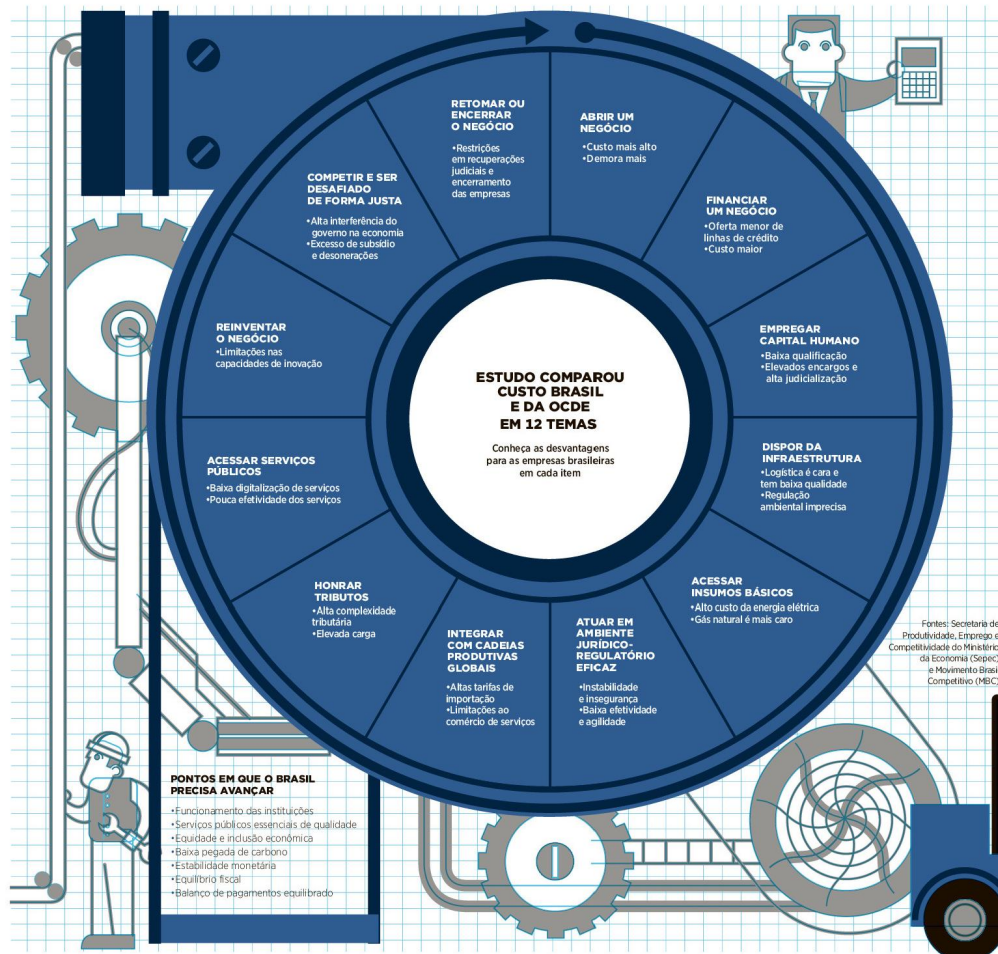 ESTUDO COMPAROU
CUSTO BRASIL
E DA OCDE
EM 12 TEMAS
Conheça as desvantagens
para as empresas brasileiras
em cada item
ABRIR UM
NEGÓCIO
•Custo mais alto
•Demora mais
FINANCIAR
UM NEGÓCIO
•Oferta menor de
linhas de crédito
•Custo maior
EMPREGAR
CAPITAL HUMANO
•Baixa qualificação
•Elevados encargos e
alta judicialização
DISPOR DA
INFRAESTRUTURA
•Logística é cara e
tem baixa qualidade
•Regulação
ambiental imprecisa
ACESSAR
INSUMOS BÁSICOS
•Alto custo da energia elétrica
•Gás natural é mais caro
ATUAR EM
AMBIENTE
JURÍDICO-
REGULATÓRIO
EFICAZ
•Instabilidade
e insegurança
•Baixa efetividade
e agilidade
INTEGRAR
COM CADEIAS
PRODUTIVAS
GLOBAIS
•Altas tarifas de
importação
•Limitações ao
comércio de serviços
HONRAR
TRIBUTOS
•Alta complexidade
tributária
•Elevada carga
ACESSAR SERVIÇOS
PÚBLICOS
•Baixa digitalização de serviços
•Pouca efetividade dos serviços
REINVENTAR
O NEGÓCIO
•Limitações nas
capacidades de inovação
COMPETIR E SER
DESAFIADO
DE FORMA JUSTA
•Alta interferência do
governo na economia
•Excesso de subsídio
e desonerações
RETOMAR OU
ENCERRAR
O NEGÓCIO
•Restrições
em recuperações
judiciais e
encerramento
das empresas
Fontes: Secretaria de
Produtividade, Emprego e
Competitividade do Ministério
da Economia (Sepec)
e Movimento Brasil
Competitivo (MBC)
PONTOS EM QUE O BRASIL
PRECISA AVANÇAR
•Funcionamento das instituições
•Serviços públicos essenciais de qualidade
•Equidade e inclusão econômica
•Baixa pegada de carbono
•Estabilidade monetária
•Equilíbrio fiscal
•Balanço de pagamentos equilibrado